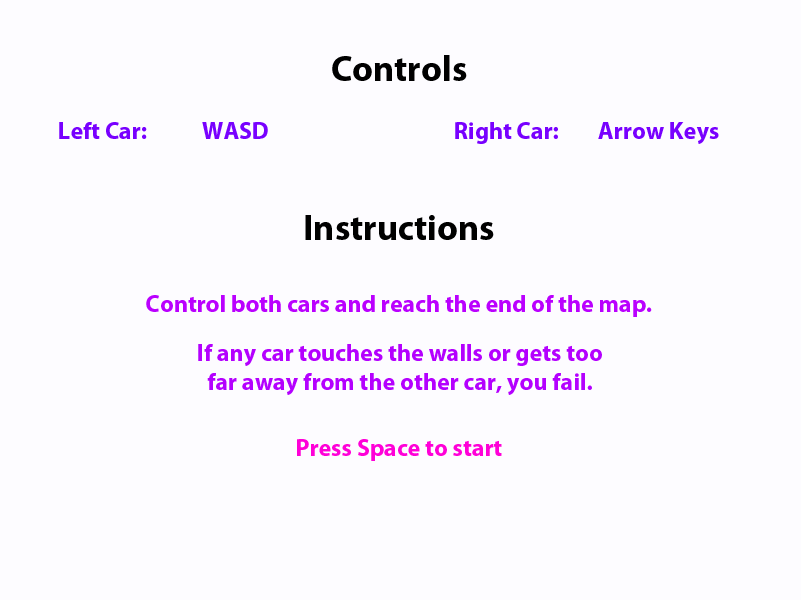 Controls
Left Car: WASD Right Car: Arrow Keys
Instructions
Control both cars and reach the end of the map.
If any car touches the walls or gets too
far away from the other car, you fail.
Press Space to start